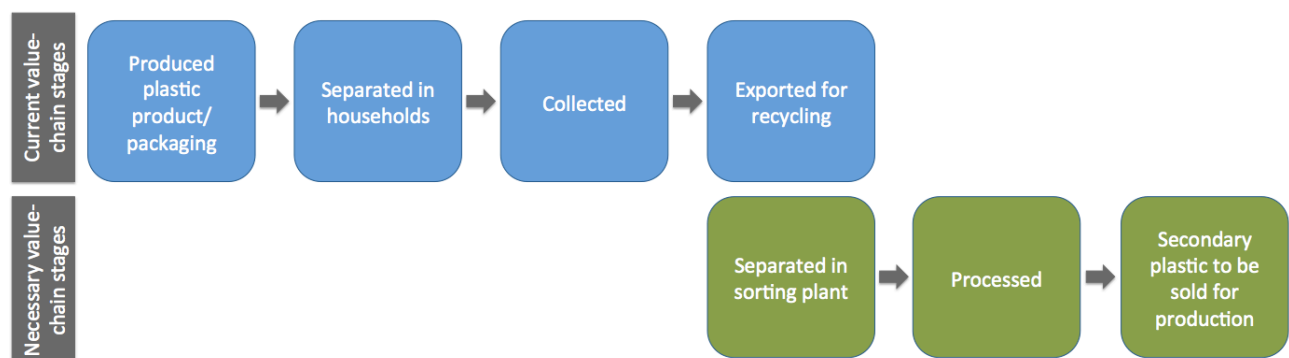 Current value-
chain stages
Produced
plastic
product/
packaging
Separated in
households
Collected
Exported for
recycling
Necessary value-
chain stages
Separated in
sorting plant
Processed
Secondary
plastic to be
sold for
production